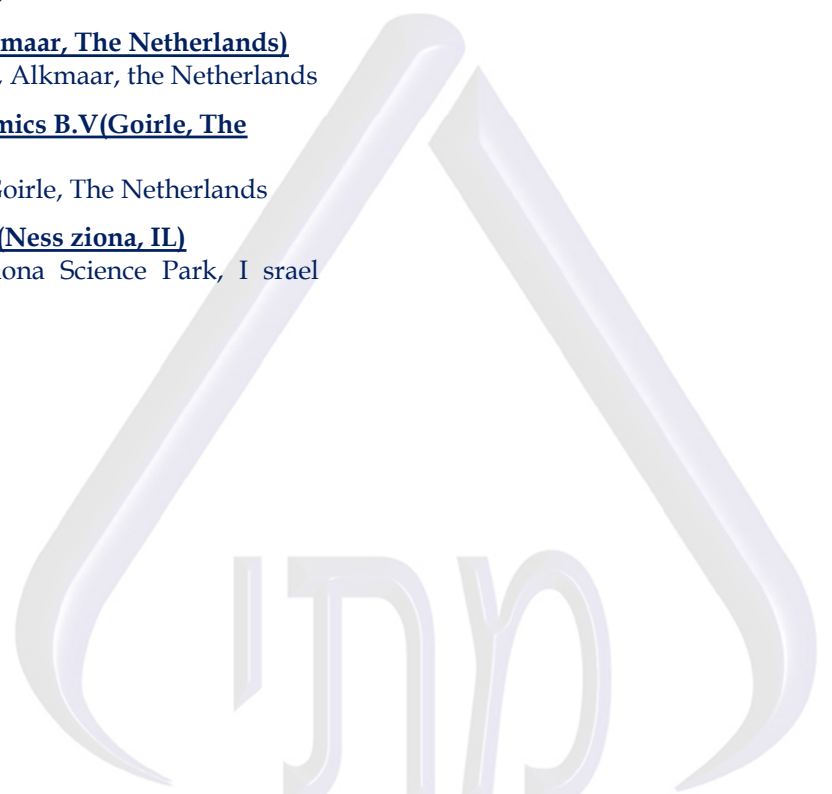 maar, The Netherlands)
, Alkmaar, the Netherlands
mics B.V(Goirle, The
Goirle, The Netherlands
(Ness ziona, IL)
iona Science Park, I srael
מתי